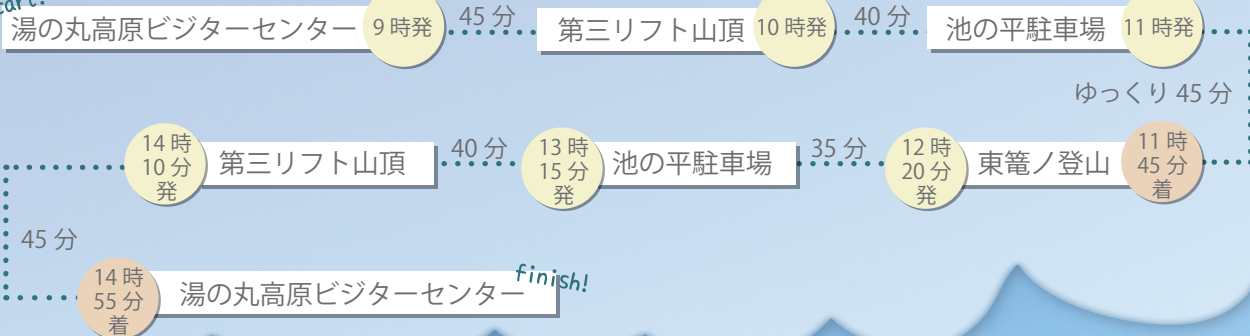 start!
湯の丸高原ビジターセンター 9時発 45分 第三リフト山頂 10時発 40分 池の平駐車場 11時発
ゆっくり45分
東篭ノ登山 11時45分着 12時20分発 35分 池の平駐車場 13時15分発 40分 第三リフト山頂 14時10分発
45分
湯の丸高原ビジターセンター 14時55分着
finish!